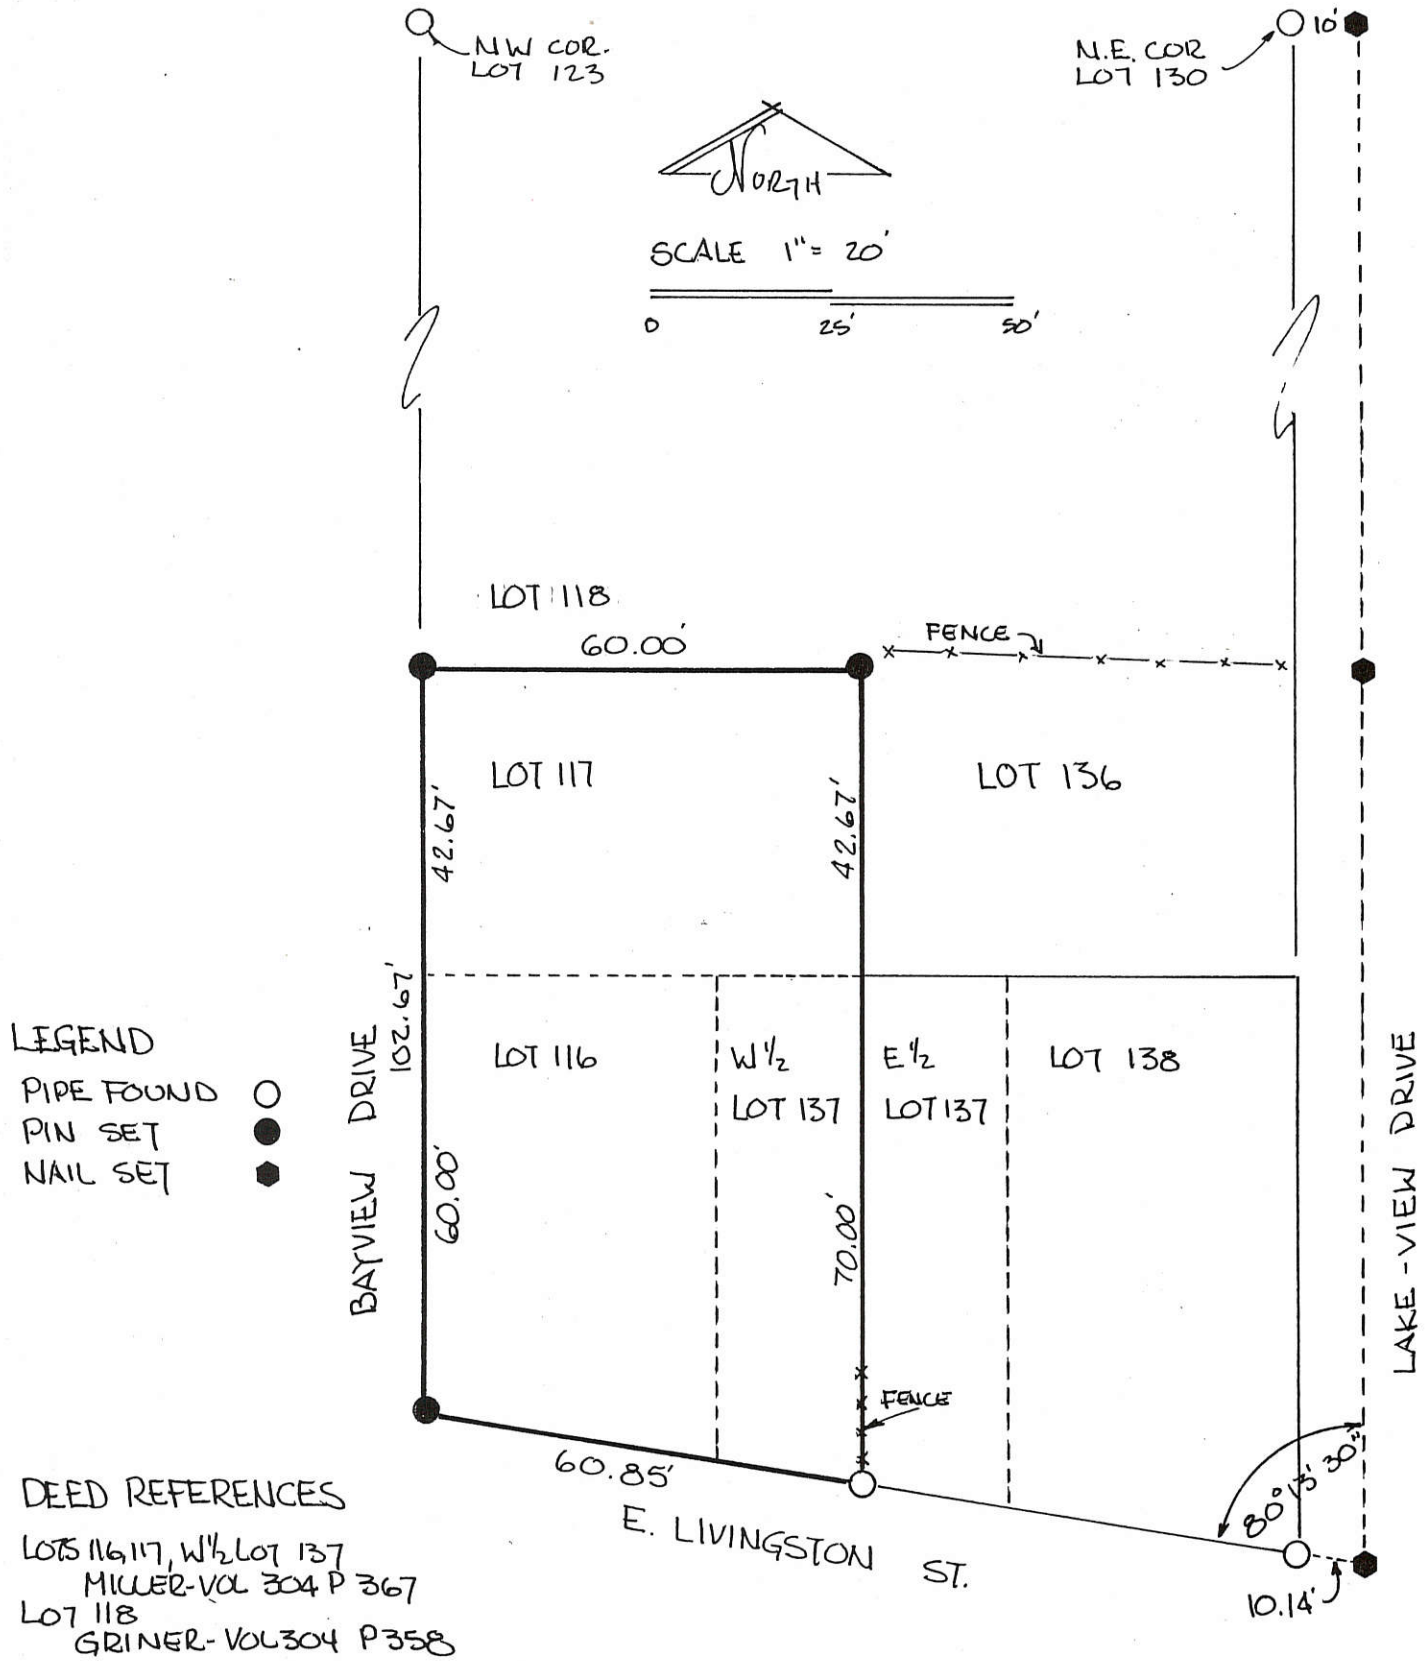 NW COR.
LOT 123
N.E. COR
LOT 130
10'
NORTH
SCALE 1"= 20'
0 25' 50'
LOT 118
60.00'
FENCE
LOT 117
LOT 136
42.67'
42.67'
102.67'
BAYVIEW DRIVE
LOT 116
W 1/2
LOT 137
E 1/2
LOT 137
LOT 138
60.00'
70.00'
LAKE-VIEW DRIVE
LEGEND
PIPE FOUND
PIN SET
NAIL SET
FENCE
60.85'
E. LIVINGSTON ST.
80° 13' 30"
10.14'
DEED REFERENCES
LOTS 116,117, W 1/2 LOT 137
MILLER-VOL 304 P 367
LOT 118
GRINER-VOL304 P358